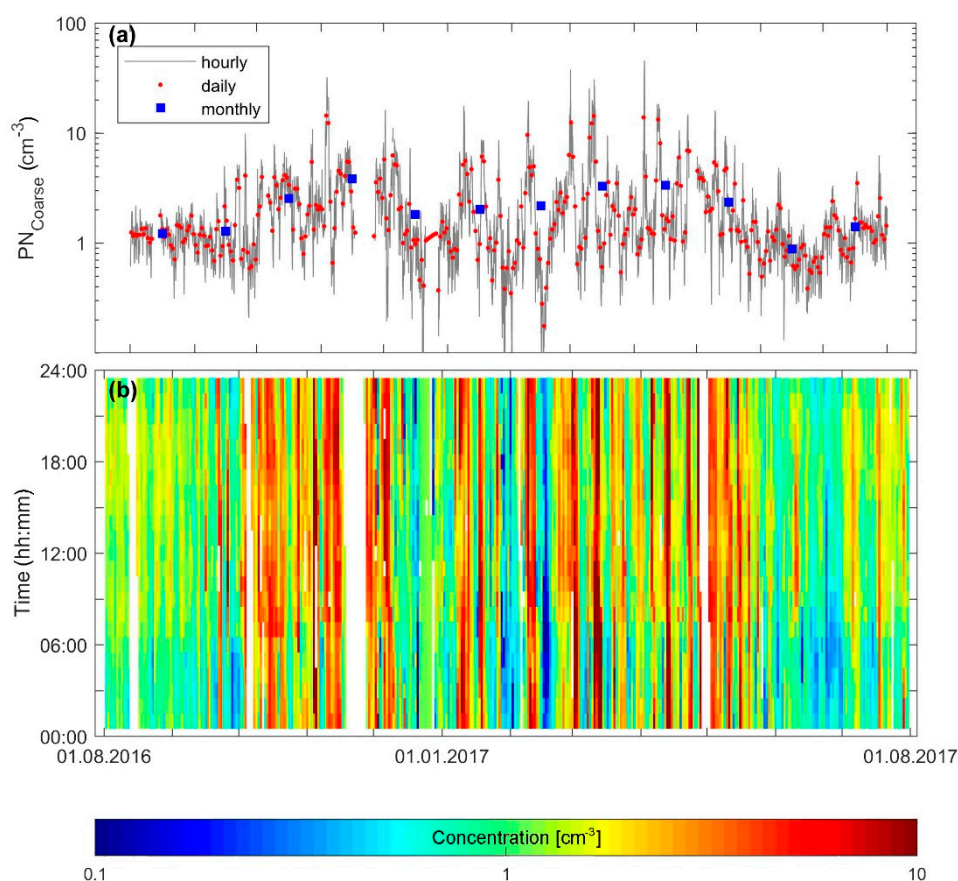 (a)
hourly
daily
monthly
100
10
1
PN_Coarse (cm^-3)
(b)
24:00
18:00
12:00
06:00
00:00
Time (hh:mm)
01.08.2016
01.01.2017
01.08.2017
Concentration [cm^-3]
0.1
1
10